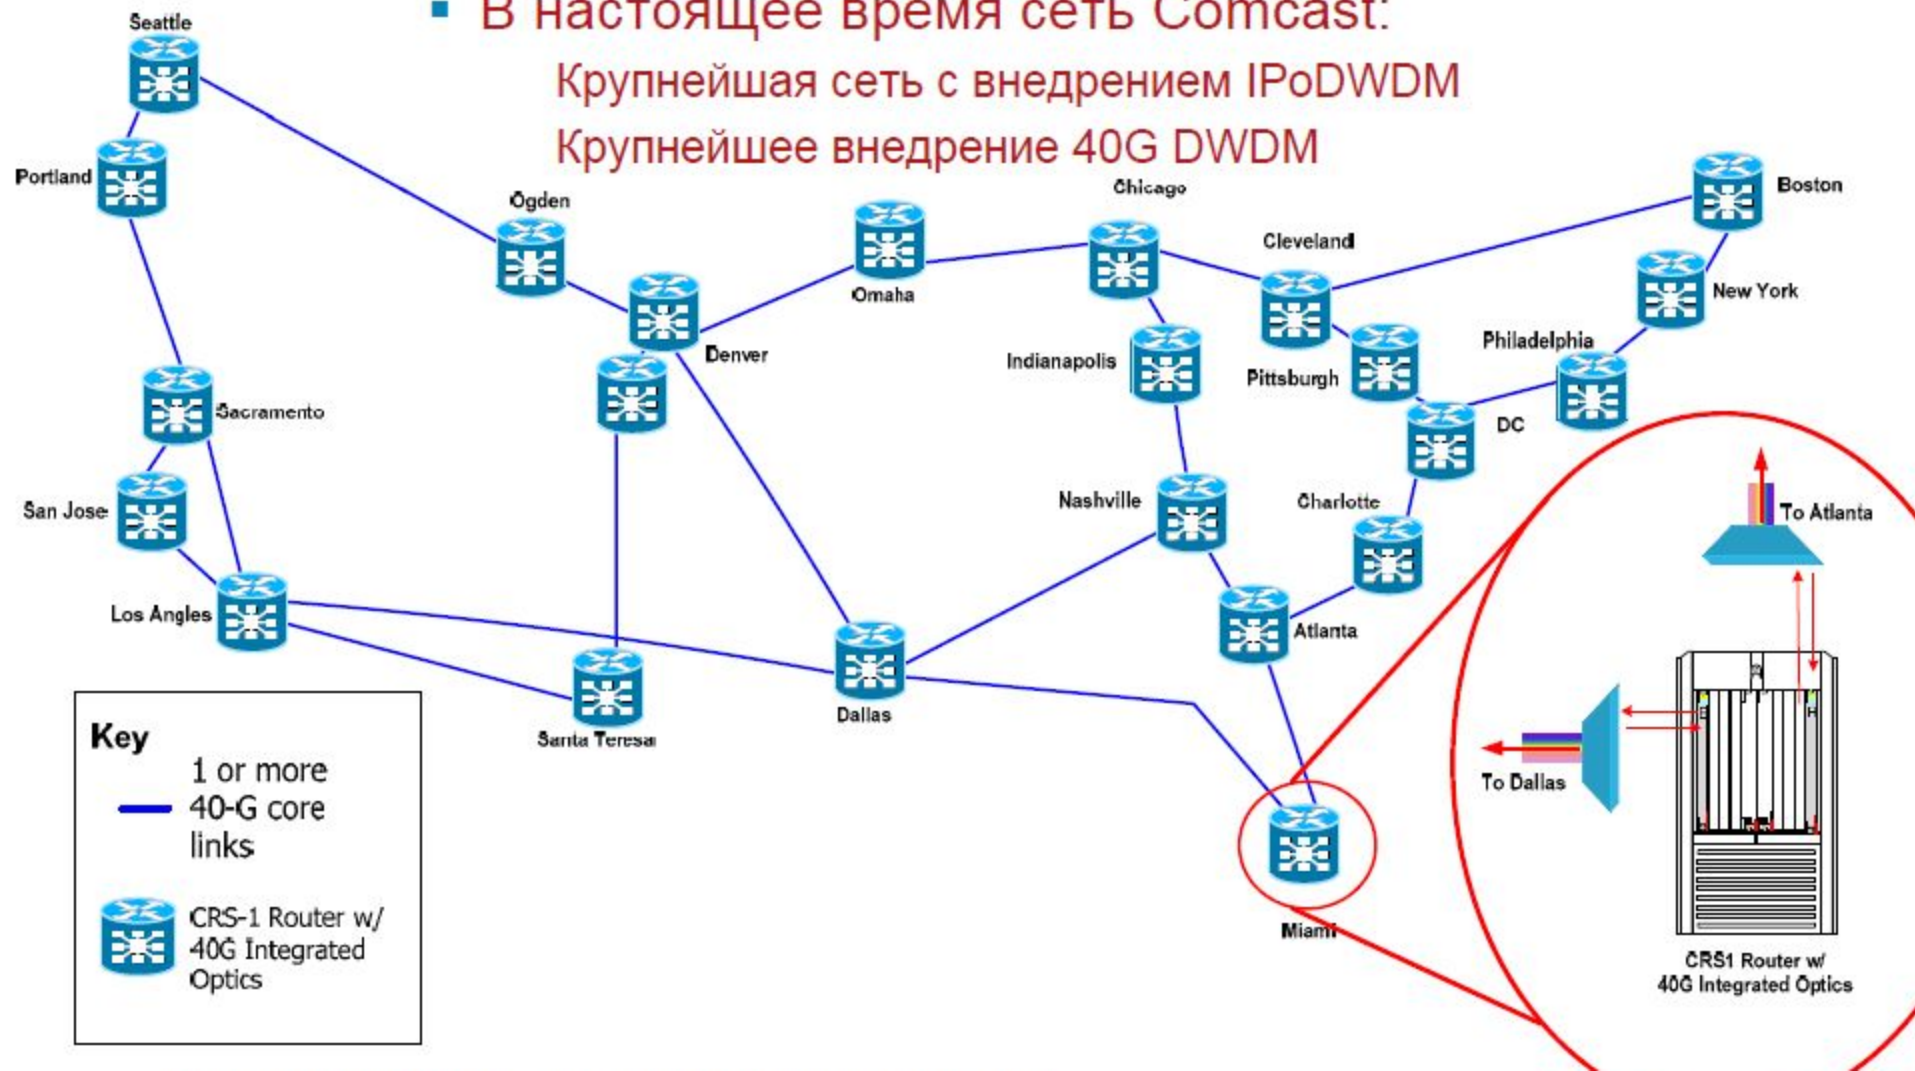 В настоящее время сеть Comcast:
Крупнейшая сеть с внедрением IPoDWDM
Крупнейшее внедрение 40G DWDM
Seattle
Portland
Ogden
Omaha
Chicago
Cleveland
Boston
New York
Denver
Indianapolis
Pittsburgh
Philadelphia
DC
Sacramento
San Jose
Nashville
Charlotte
Los Angles
Atlanta
Dallas
Santa Teresa
Miami
To Atlanta
To Dallas
CRS1 Router w/
40G Integrated Optics
Key
1 or more
40-G core
links
CRS-1 Router w/
40G Integrated
Optics